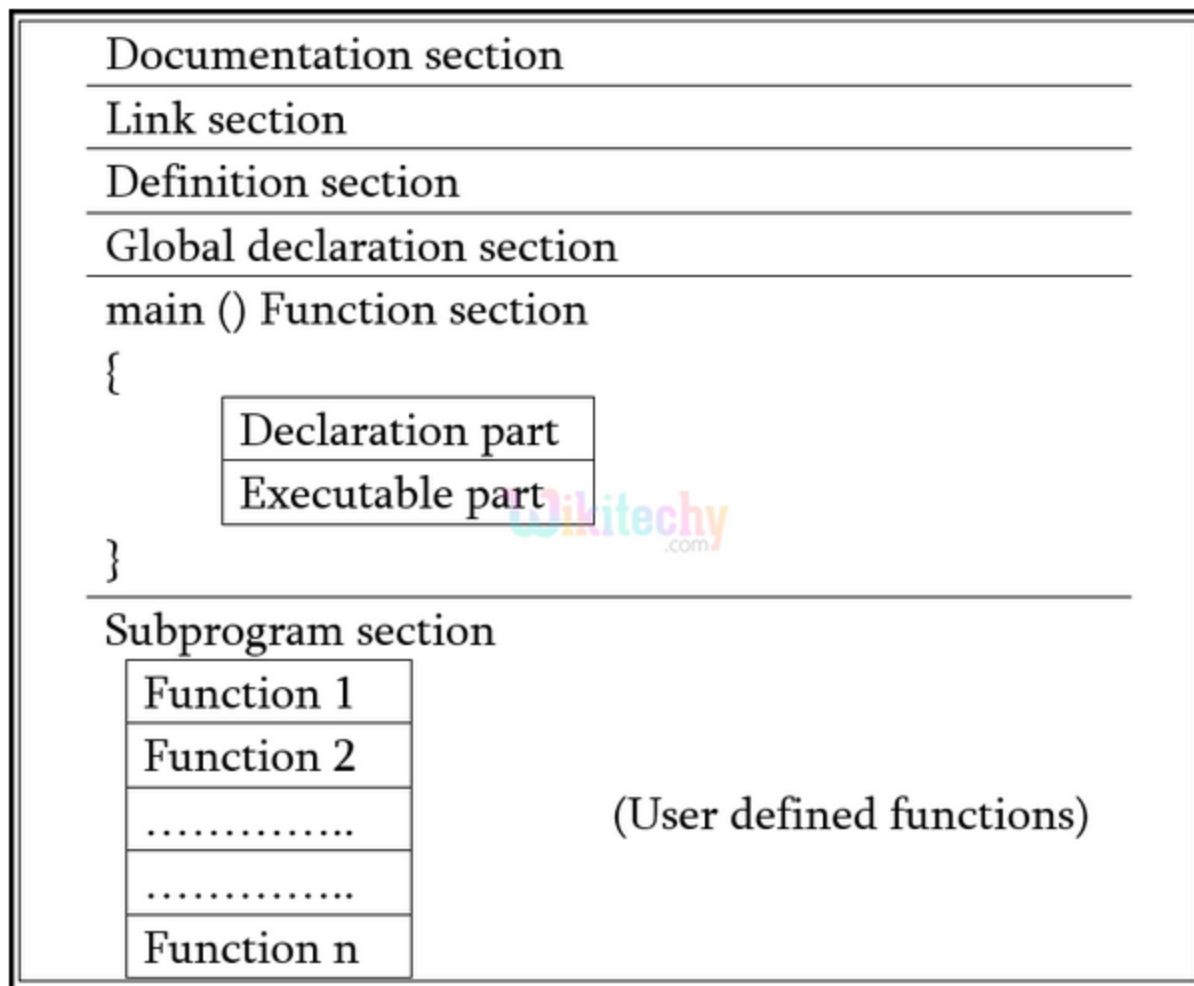 Documentation section
Link section
Definition section
Global declaration section
main () Function section
{
Declaration part
Executable part
Wikitechy
.com
}
Subprogram section
Function 1
Function 2
…………..
(User defined functions)
…………..
Function n